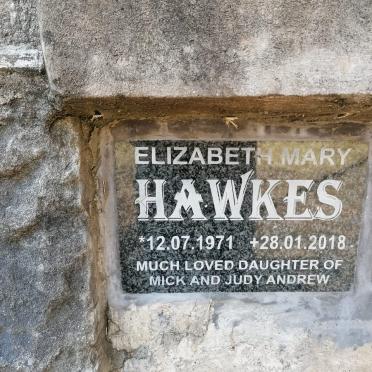 ELIZABETH MARY
HAWKES
*12.07.1971 +28.01.2018
MUCH LOVED DAUGHTER OF
MICK AND JUDY ANDREW